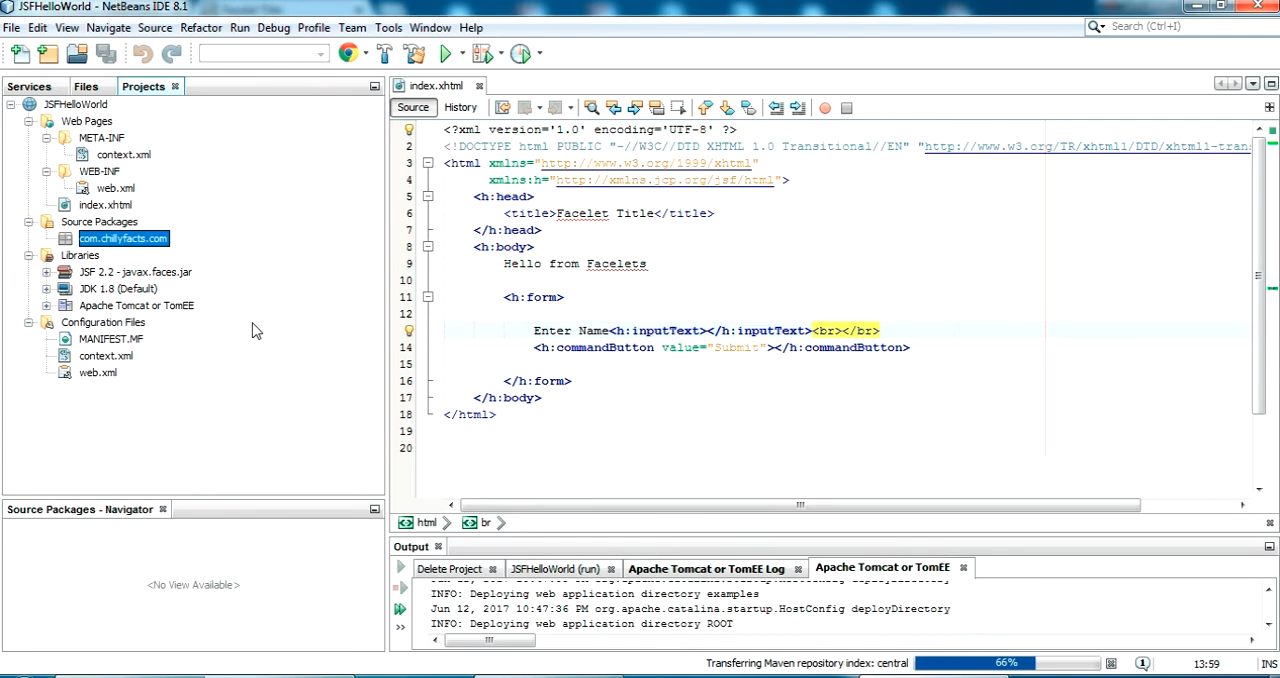 JSFHelloWorld - NetBeans IDE 8.1
File Edit View Navigate Source Refactor Run Debug Profile Team Tools Window Help
Search (Ctrl+I)
Services Files Projects
index.xhtml
Source History
JSFHelloWorld
Web Pages
META-INF
context.xml
WEB-INF
web.xml
index.xhtml
Source Packages
com.chillyfacts.com
Libraries
JSF 2.2 - javax.faces.jar
JDK 1.8 (Default)
Apache Tomcat or TomEE
Configuration Files
MANIFEST.MF
context.xml
web.xml
1 <?xml version='1.0' encoding='UTF-8' ?>
2 <!DOCTYPE html PUBLIC "-//W3C//DTD XHTML 1.0 Transitional//EN" "http://www.w3.org/TR/xhtml1/DTD/xhtml1-tran
3 <html xmlns="http://www.w3.org/1999/xhtml"
4 xmlns:h="http://xmlns.jcp.org/jsf/html">
5 <h:head>
6 <title>Facelet Title</title>
7 </h:head>
8 <h:body>
9 Hello from Facelets
10
11 <h:form>
12
Enter Name<h:inputText></h:inputText><br></br>
14 <h:commandButton value="Submit"></h:commandButton>
15
16 </h:form>
17 </h:body>
18 </html>
19
20
html br
Source Packages - Navigator
<No View Available>
Output
Delete Project JSFHelloWorld (run) Apache Tomcat or TomEE Log Apache Tomcat or TomEE
INFO: Deploying web application directory examples
Jun 12, 2017 10:47:36 PM org.apache.catalina.startup.HostConfig deployDirectory
INFO: Deploying web application directory ROOT
Transferring Maven repository index: central 66% 1 13:59 INS